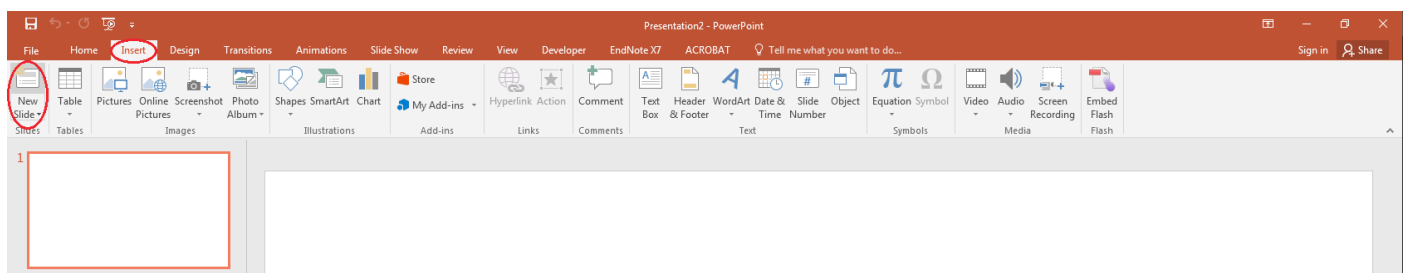 Presentation2 - PowerPoint
File Home Insert Design Transitions Animations Slide Show Review View Developer EndNote X7 ACROBAT Tell me what you want to do... Sign in Share
New Slide
Table
Pictures
Online Pictures
Screenshot
Photo Album
Shapes
SmartArt
Chart
Store
My Add-ins
Hyperlink
Action
Comment
Text Box
Header & Footer
WordArt
Date & Time
#
Slide Number
Object
π
Equation
Ω
Symbol
Video
Audio
Screen Recording
Embed Flash
Slides Tables Images Illustrations Add-ins Links Comments Text Symbols Media Flash
1